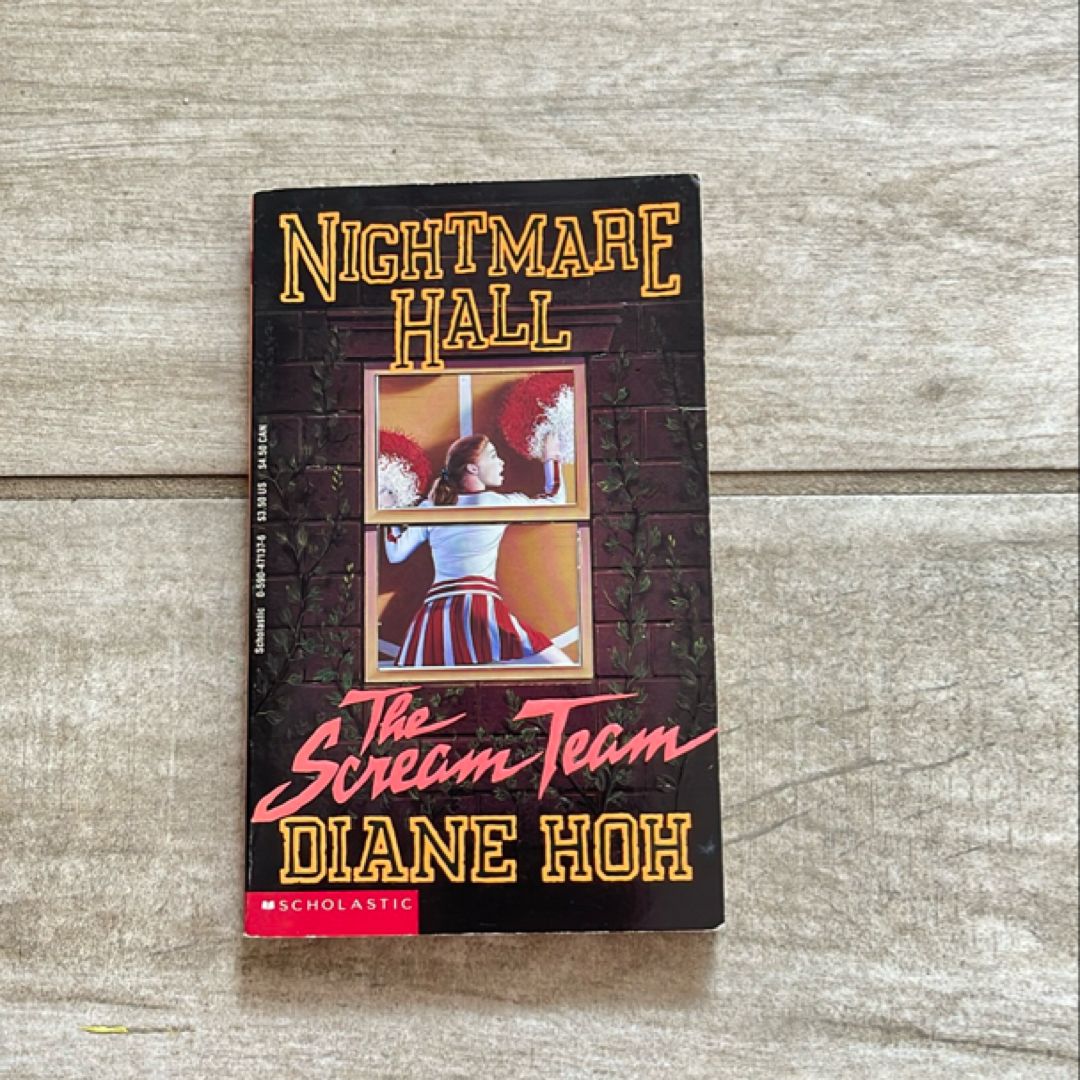 NIGHTMARE
HALL
Scholastic 0-590-47137-6 $3.50 US $4.50 CAN
The
Scream Team
DIANE HOH
SCHOLASTIC